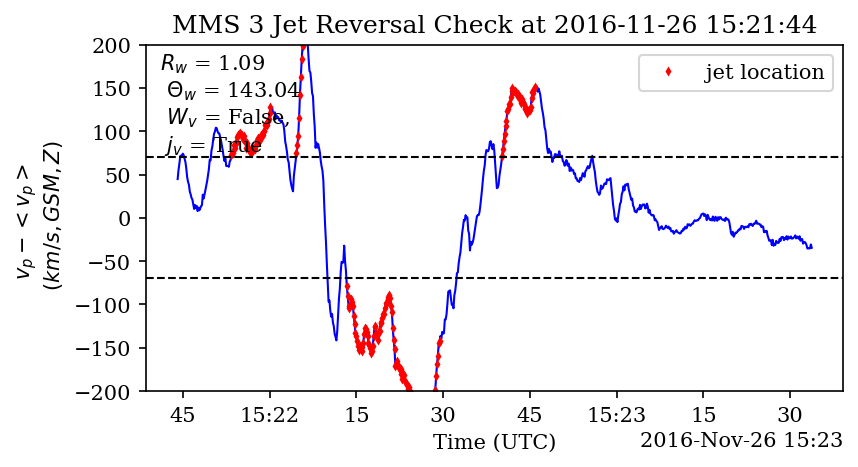 MMS 3 Jet Reversal Check at 2016-11-26 15:21:44
200
150
100
50
0
−50
−100
−150
−200
v_p − < v_p >
(km/s, GSM, Z)
R_w = 1.09
Θ_w = 143.04
W_v = False,
j_v = True
jet location
45 15:22 15 30 45 15:23 15 30
Time (UTC)
2016-Nov-26 15:23